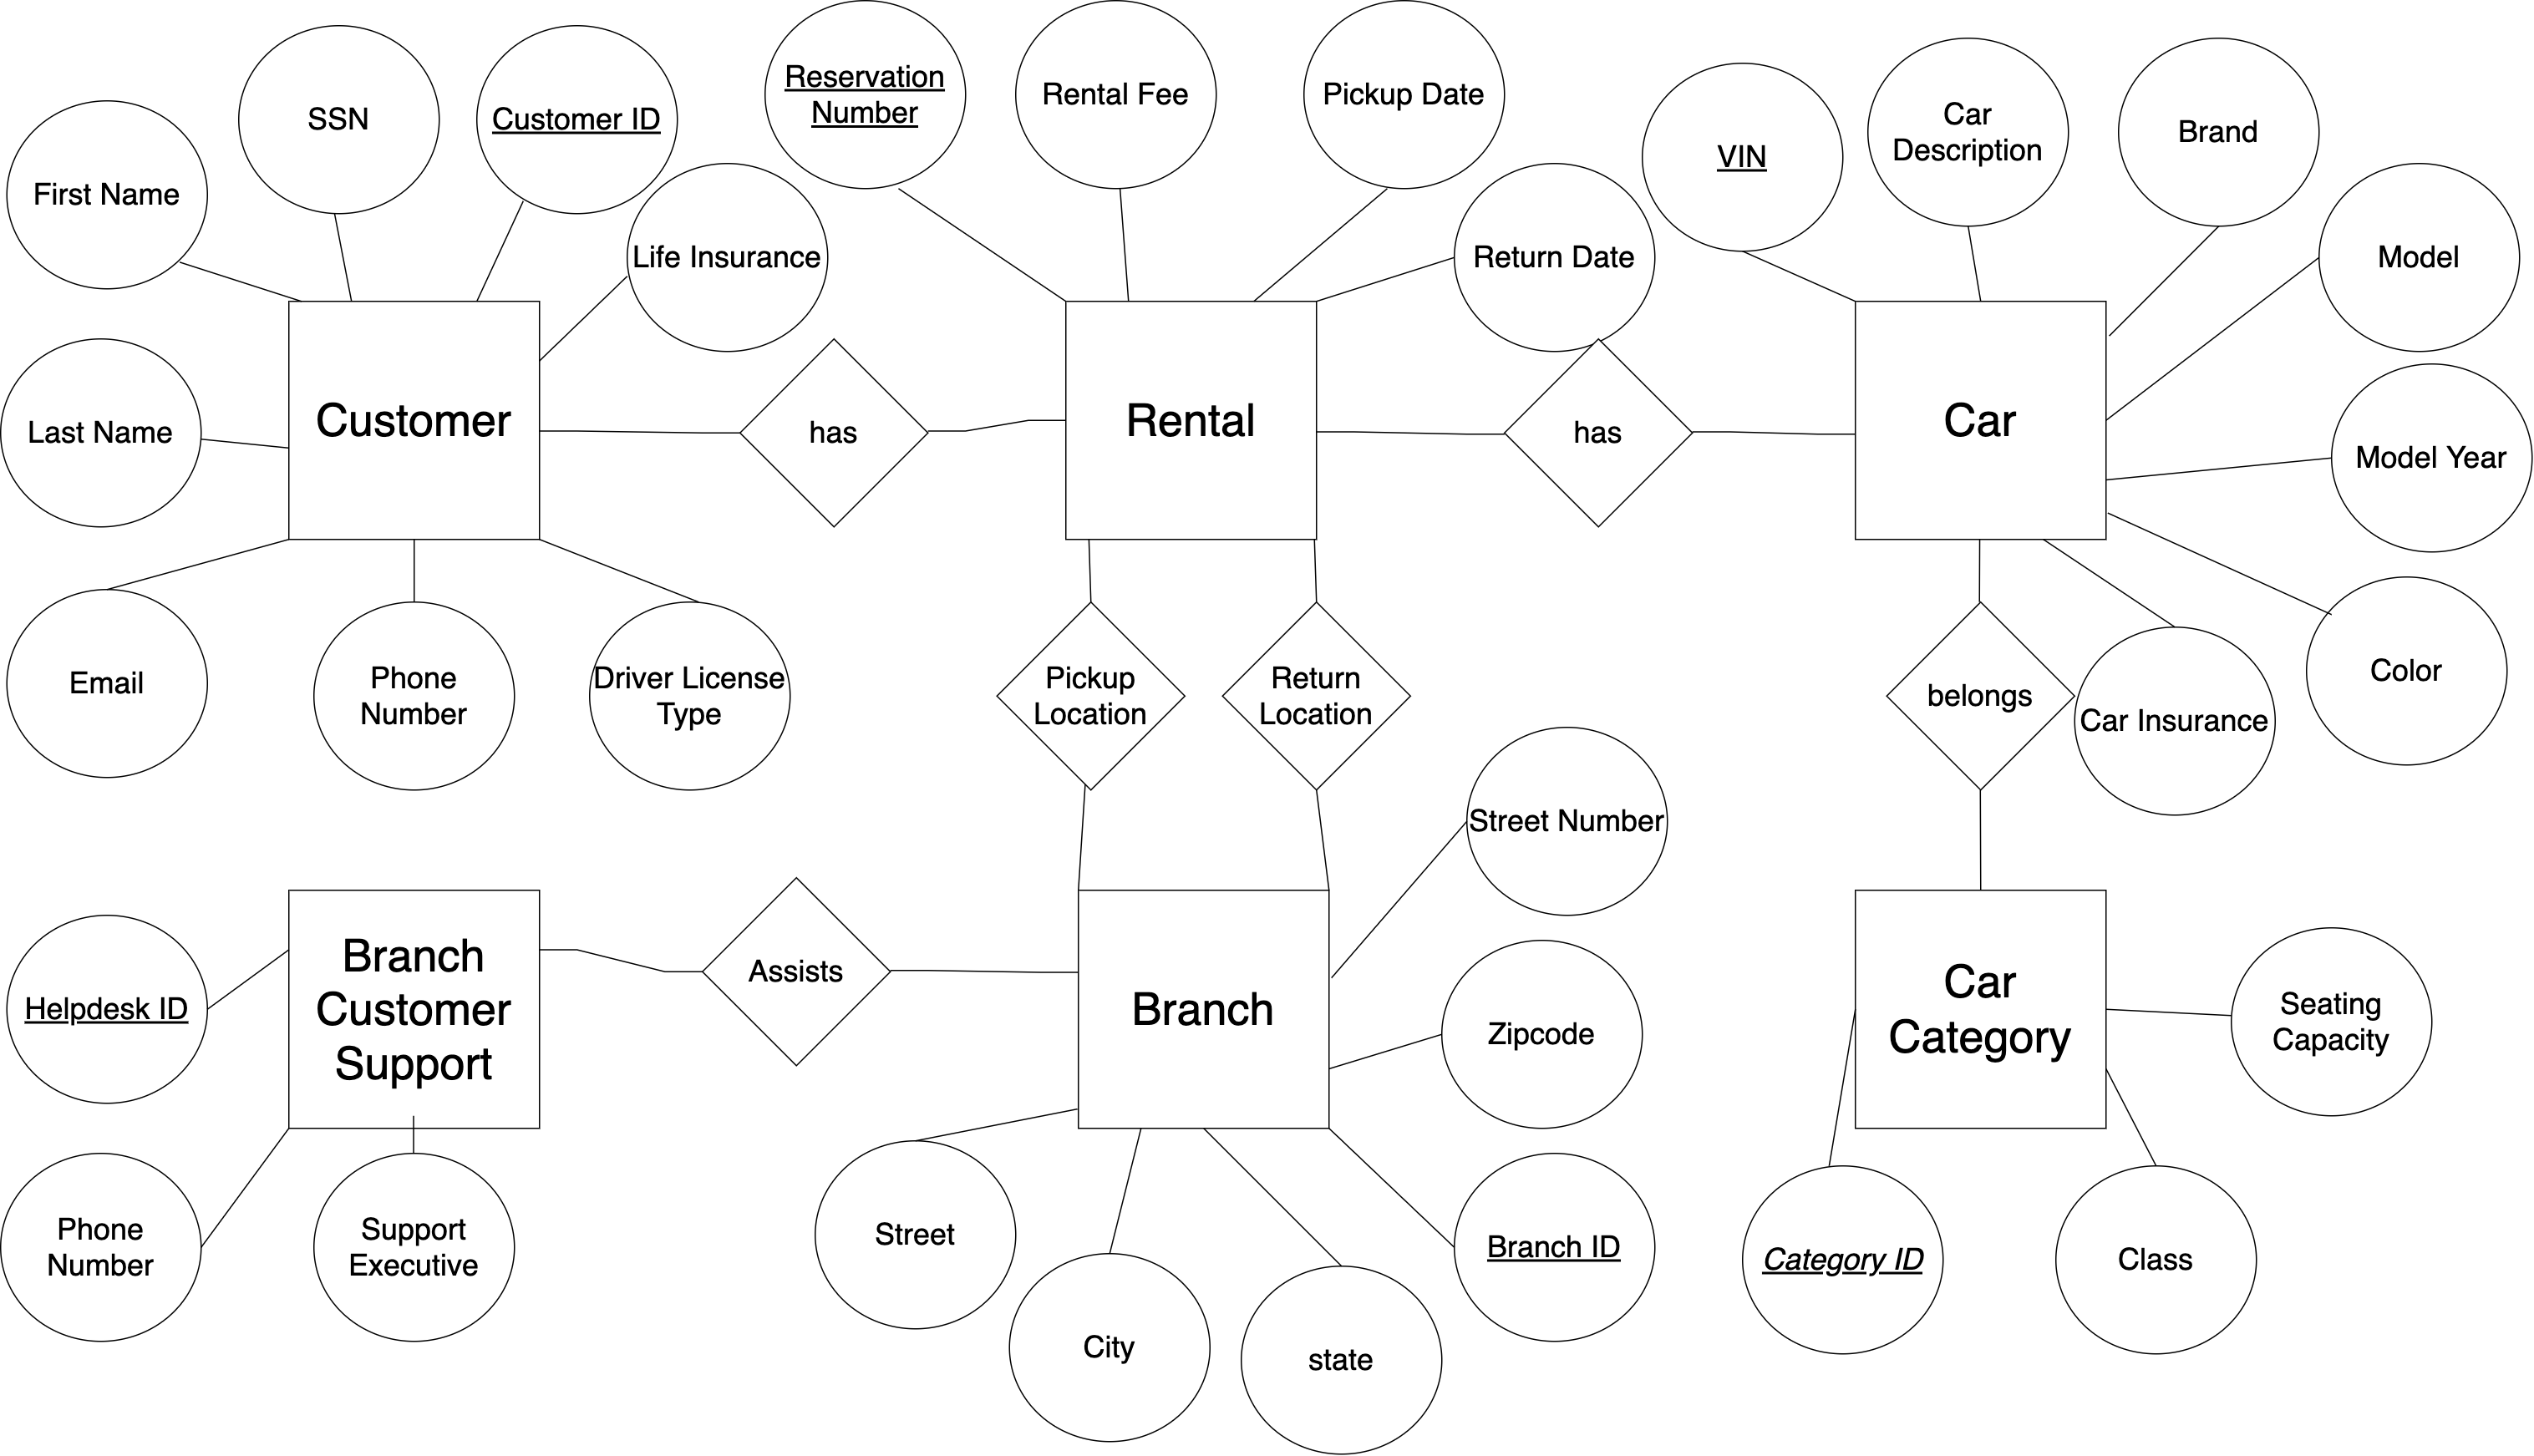 Reservation
Number
Rental Fee
Pickup Date
SSN
Customer ID
Car
Description
Brand
VIN
First Name
Life Insurance
Return Date
Model
Customer
has
Rental
has
Car
Last Name
Model Year
Email
Phone
Number
Driver License
Type
Pickup
Location
Return
Location
belongs
Car Insurance
Color
Street Number
Branch
Customer
Support
Assists
Branch
Zipcode
Car
Category
Seating
Capacity
Helpdesk ID
Phone
Number
Support
Executive
Street
Branch ID
Category ID
Class
City
state